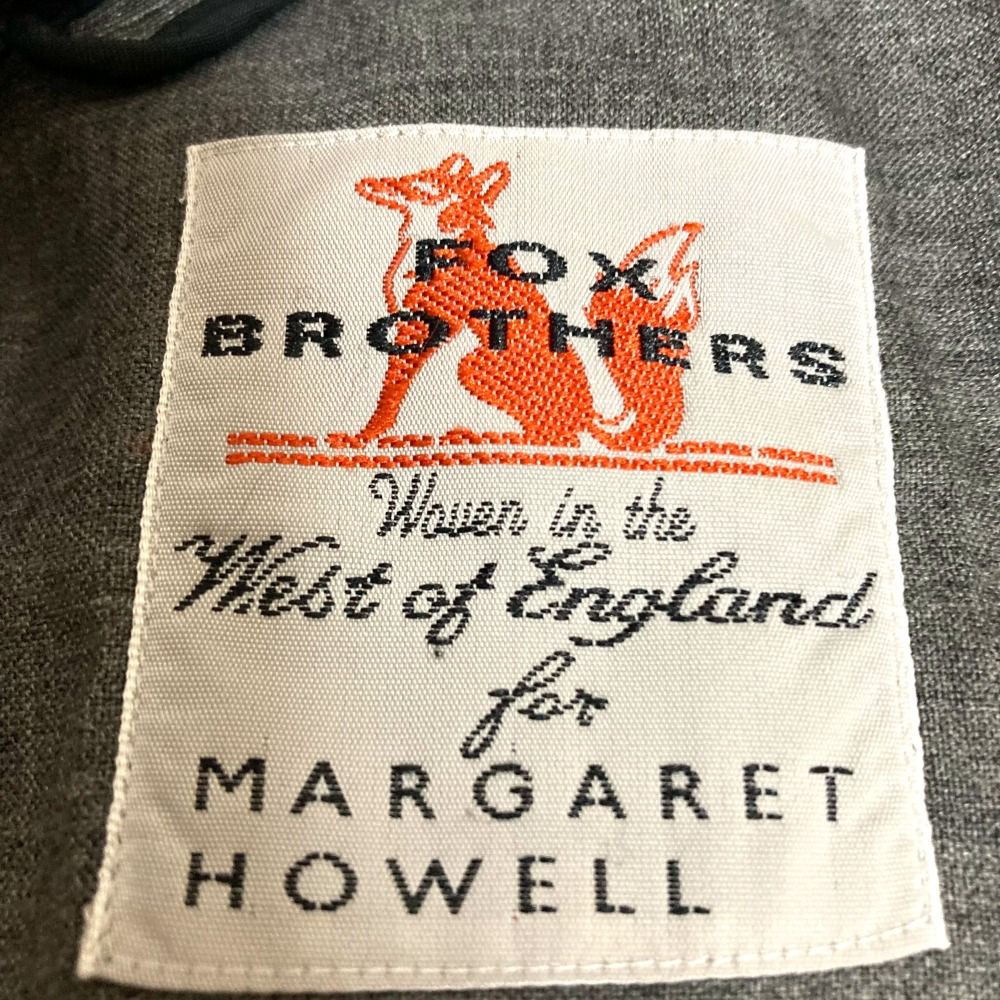 FOX
BROTHERS
Woven in the
West of England
for
MARGARET
HOWELL